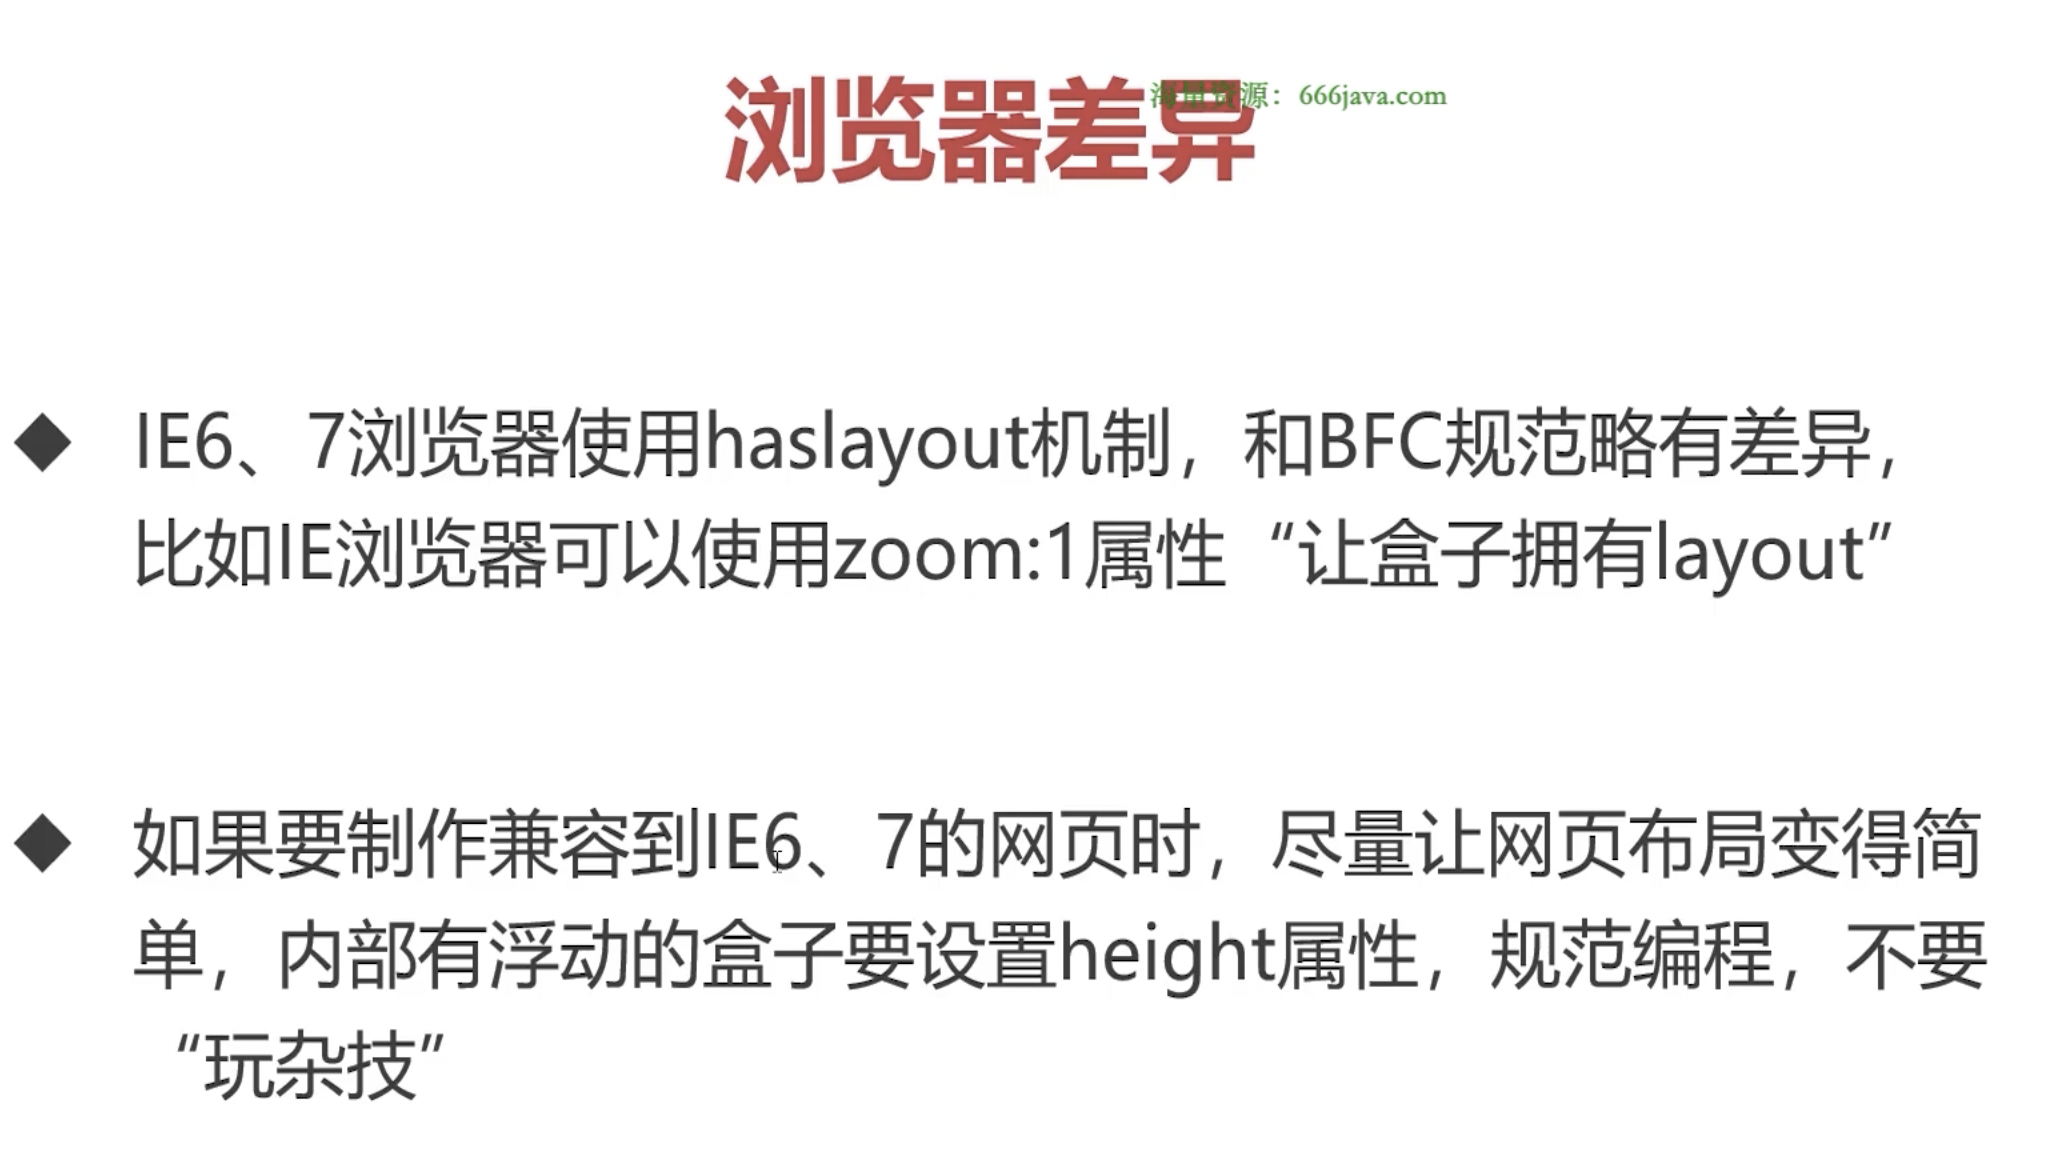 浏览器差异
海量资源：666java.com
IE6、7浏览器使用haslayout机制，和BFC规范略有差异，
比如IE浏览器可以使用zoom:1属性“让盒子拥有layout”
如果要制作兼容到IE6、7的网页时，尽量让网页布局变得简
单，内部有浮动的盒子要设置height属性，规范编程，不要
“玩杂技”